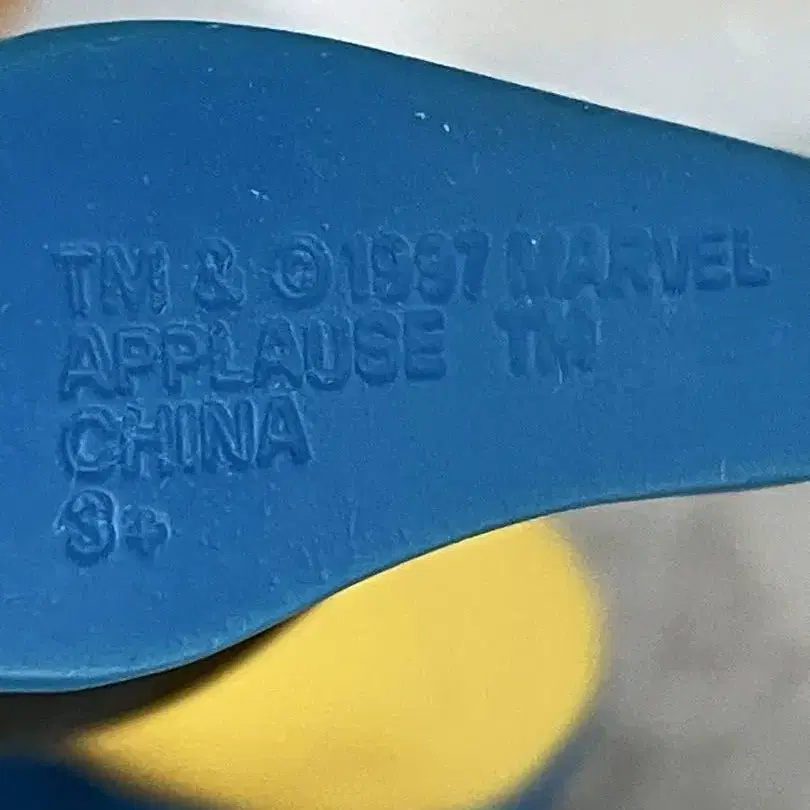 TM & ©1997 MARVEL
APPLAUSE TM
CHINA
3+